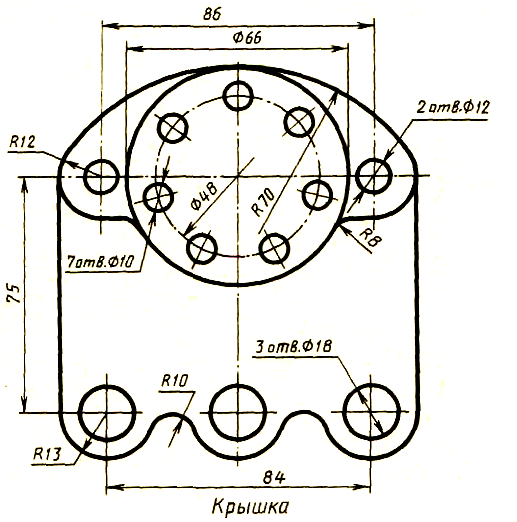 86
Φ66
2 отв.Φ12
R12
R70
Φ48
R8
7отв.Φ10
75
3 отв.Φ18
R10
R13
84
Крышка